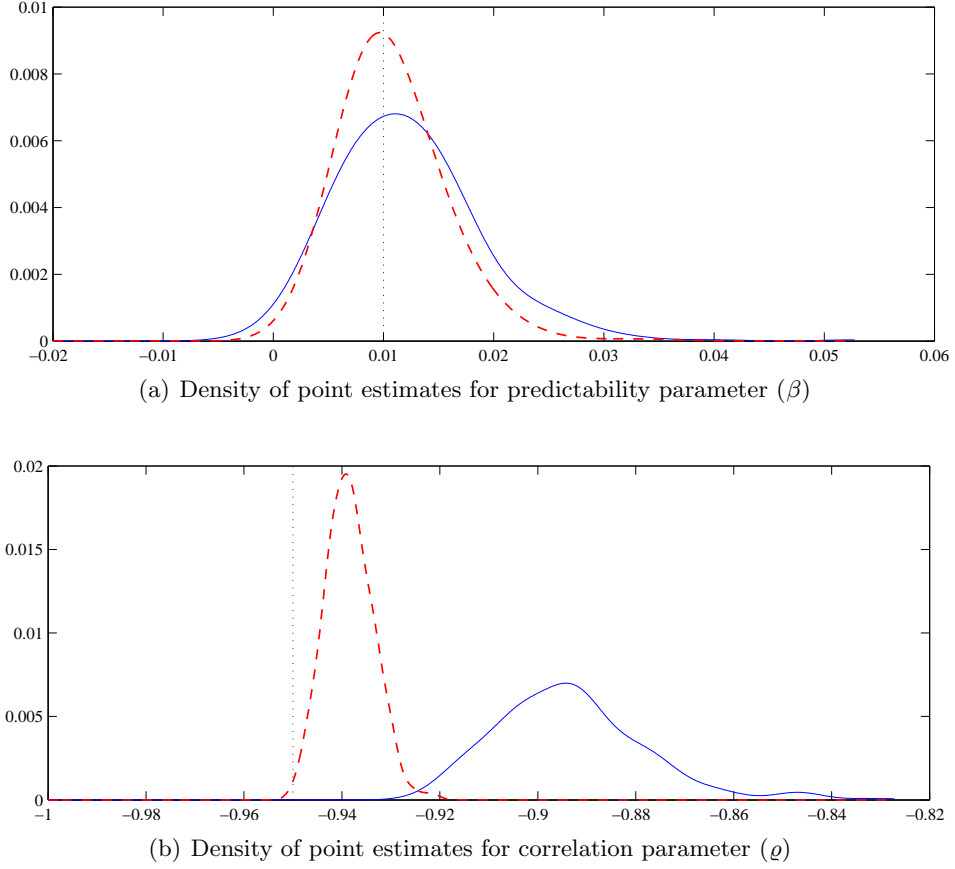 0.01
0.008
0.006
0.004
0.002
0
−0.02 −0.01 0 0.01 0.02 0.03 0.04 0.05 0.06
(a) Density of point estimates for predictability parameter (β)
0.02
0.015
0.01
0.005
0
−1 −0.98 −0.96 −0.94 −0.92 −0.9 −0.88 −0.86 −0.84 −0.82
(b) Density of point estimates for correlation parameter (ϱ)